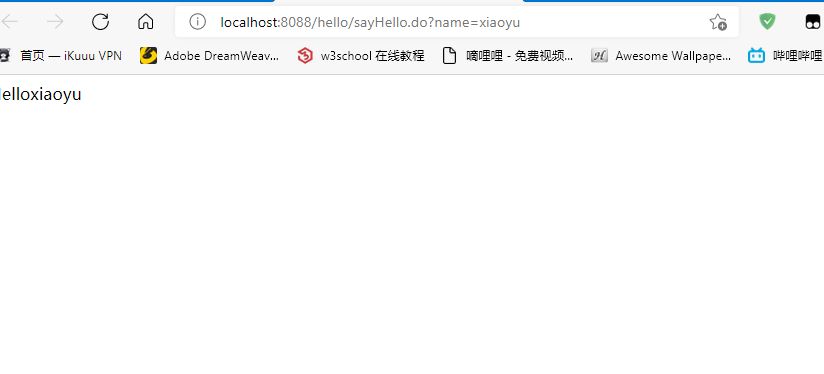 localhost:8088/hello/sayHello.do?name=xiaoyu
首页 — iKuuu VPN Adobe DreamWeav... w3school 在线教程 嘀哩哩 - 免费视频... Awesome Wallpape... 哔哩哔哩
elloxiaoyu